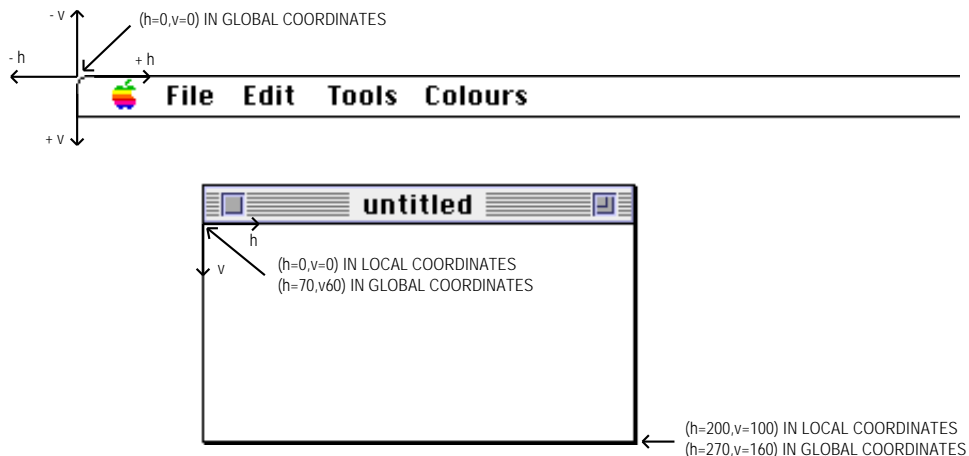 - v
(h=0,v=0) IN GLOBAL COORDINATES
- h
+ h
File Edit Tools Colours
+ v
untitled
h
v
(h=0,v=0) IN LOCAL COORDINATES
(h=70,v60) IN GLOBAL COORDINATES
(h=200,v=100) IN LOCAL COORDINATES
(h=270,v=160) IN GLOBAL COORDINATES